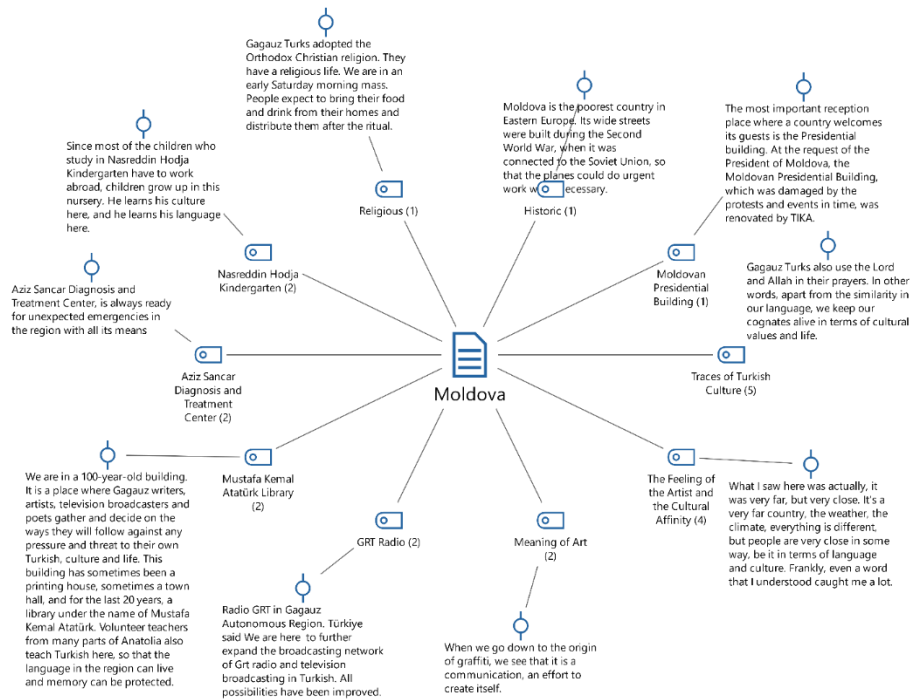 Gagauz Turks adopted the
Orthodox Christian religion. They
have a religious life. We are in an
early Saturday morning mass.
People expect to bring their food
and drink from their homes and
distribute them after the ritual.
Religious (1)
Moldova is the poorest country in
Eastern Europe. Its wide streets
were built during the Second
World War, when it was
connected to the Soviet Union, so
that the planes could do urgent
work necessary.
Historic (1)
The most important reception
place where a country welcomes
its guests is the Presidential
building. At the request of the
President of Moldova, the
Moldovan Presidential Building,
which was damaged by the
protests and events in time, was
renovated by TIKA.
Moldovan
Presidential
Building (1)
Since most of the children who
study in Nasreddin Hodja
Kindergarten have to work
abroad, children grow up in this
nursery. He learns his culture
here, and he learns his language
here.
Nasreddin Hodja
Kindergarten (2)
Gagauz Turks also use the Lord
and Allah in their prayers. In other
words, apart from the similarity in
our language, we keep our
cognates alive in terms of cultural
values and life.
Traces of Turkish
Culture (5)
Aziz Sancar Diagnosis and
Treatment Center, is always ready
for unexpected emergencies in
the region with all its means
Aziz Sancar
Diagnosis and
Treatment
Center (2)
Moldova
We are in a 100-year-old building.
It is a place where Gagauz writers,
artists, television broadcasters and
poets gather and decide on the
ways they will follow against any
pressure and threat to their own
Turkish, culture and life. This
building has sometimes been a
printing house, sometimes a town
hall, and for the last 20 years, a
library under the name of Mustafa
Kemal Atatürk. Volunteer teachers
from many parts of Anatolia also
teach Turkish here, so that the
language in the region can live
and memory can be protected.
Mustafa Kemal
Atatürk Library
(2)
GRT Radio (2)
Radio GRT in Gagauz
Autonomous Region. Türkiye
said We are here to further
expand the broadcasting network
of Grt radio and television
broadcasting in Turkish. All
possibilities have been improved.
Meaning of Art
(2)
When we go down to the origin
of graffiti, we see that it is a
communication, an effort to
create itself.
The Feeling of
the Artist and
the Cultural
Affinity (4)
What I saw here was actually, it
was very far, but very close. It's a
very far country, the weather, the
climate, everything is different,
but people are very close in some
way, be it in terms of language
and culture. Frankly, even a word
that I understood caught me a lot.